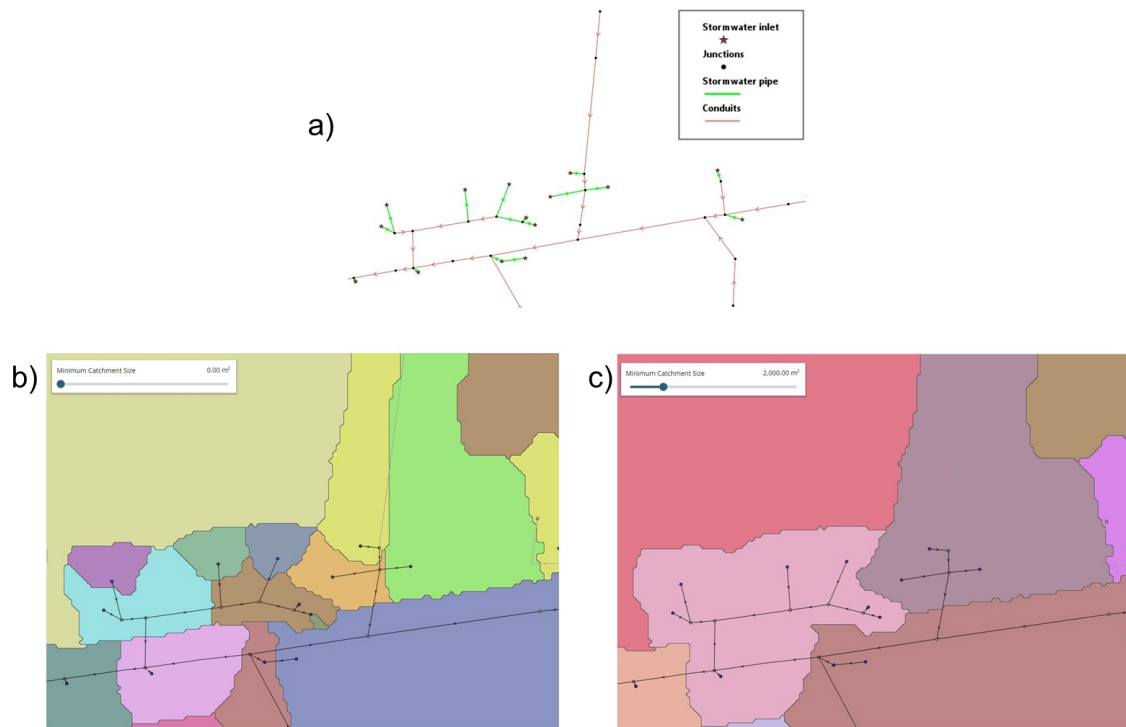 Stormwater inlet
Junctions
Stormwater pipe
Conduits
a)
b)
Minimum Catchment Size 0.00 m²
c)
Minimum Catchment Size 2,000.00 m²